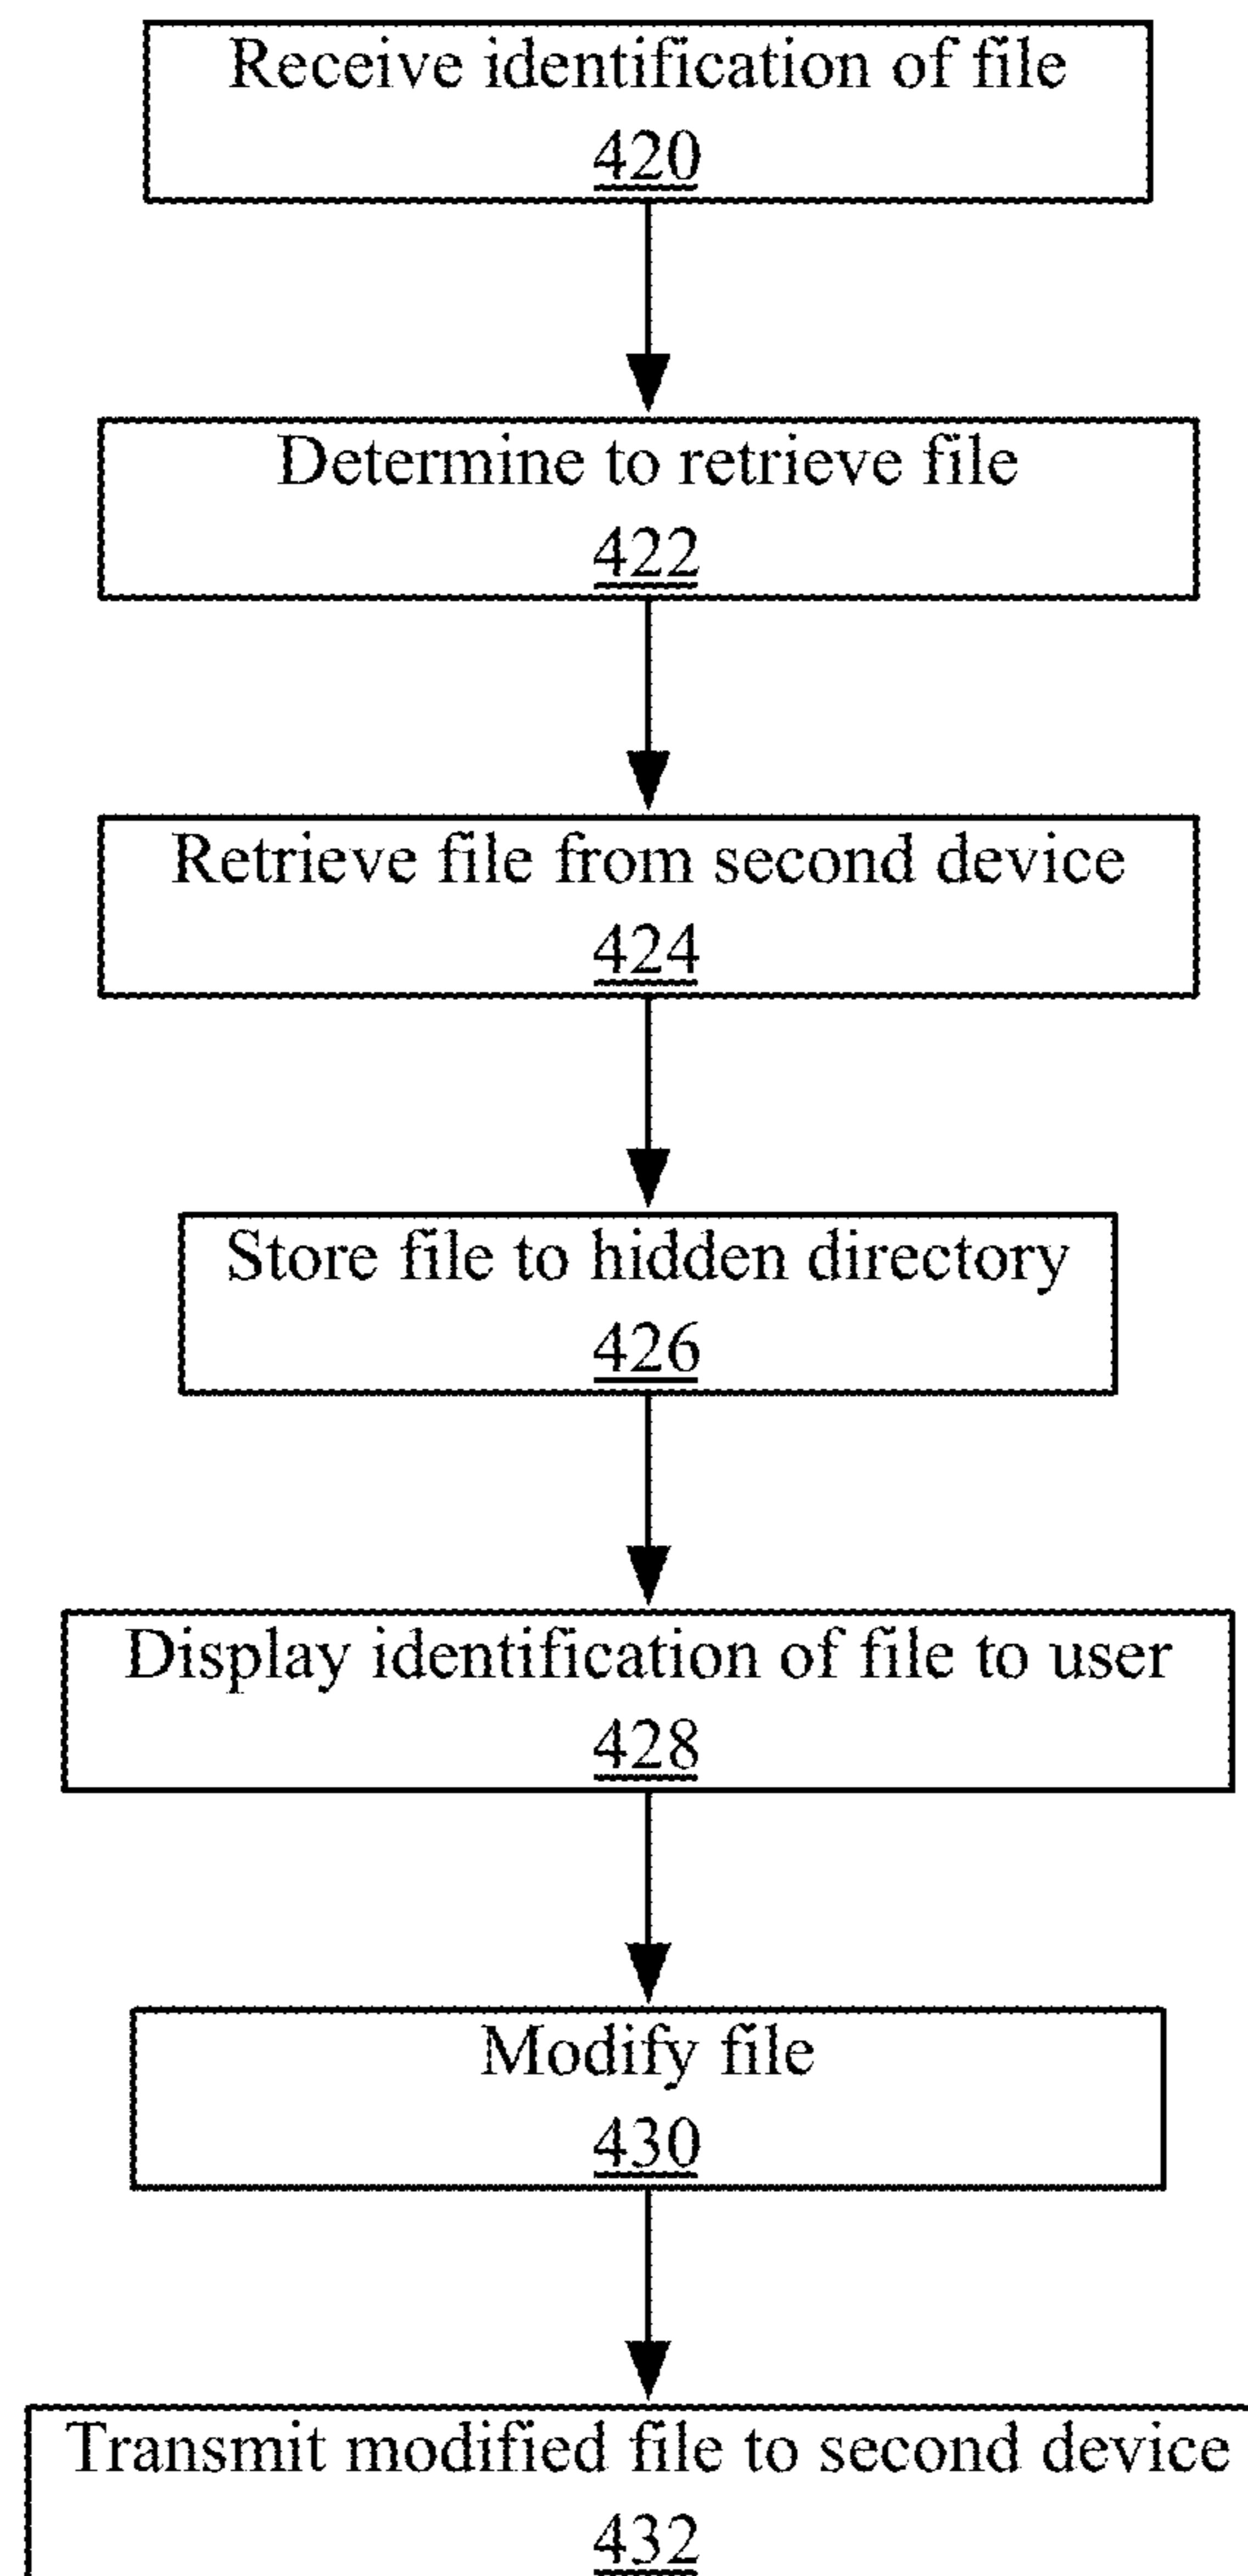 Receive identification of file
420
Determine to retrieve file
422
Retrieve file from second device
424
Store file to hidden directory
426
Display identification of file to user
428
Modify file
430
Transmit modified file to second device
432